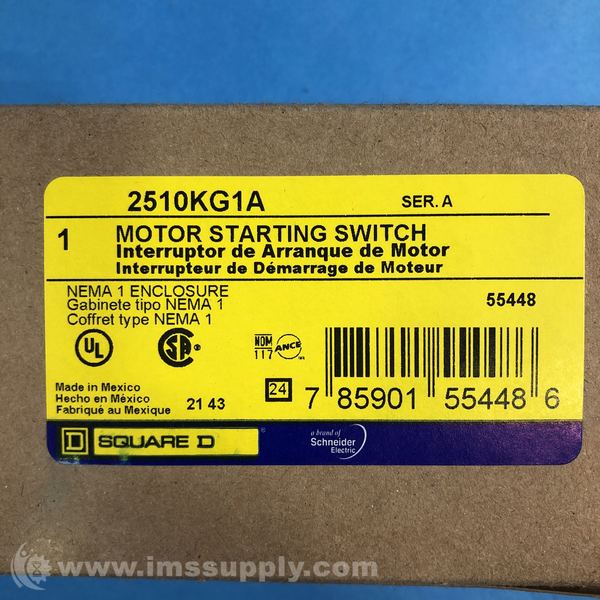 2510KG1A SER. A
1 MOTOR STARTING SWITCH
Interruptor de Arranque de Motor
Interrupteur de Démarrage de Moteur
NEMA 1 ENCLOSURE
Gabinete tipo NEMA 1
Coffret type NEMA 1
55448
UL SA NOM ANCE
117
Made in Mexico
Hecho en México
Fabriqué au Mexique
21 43
24 7 85901 55448 6
D SQUARE D
a brand of
Schneider
Electric
www.imssupply.com